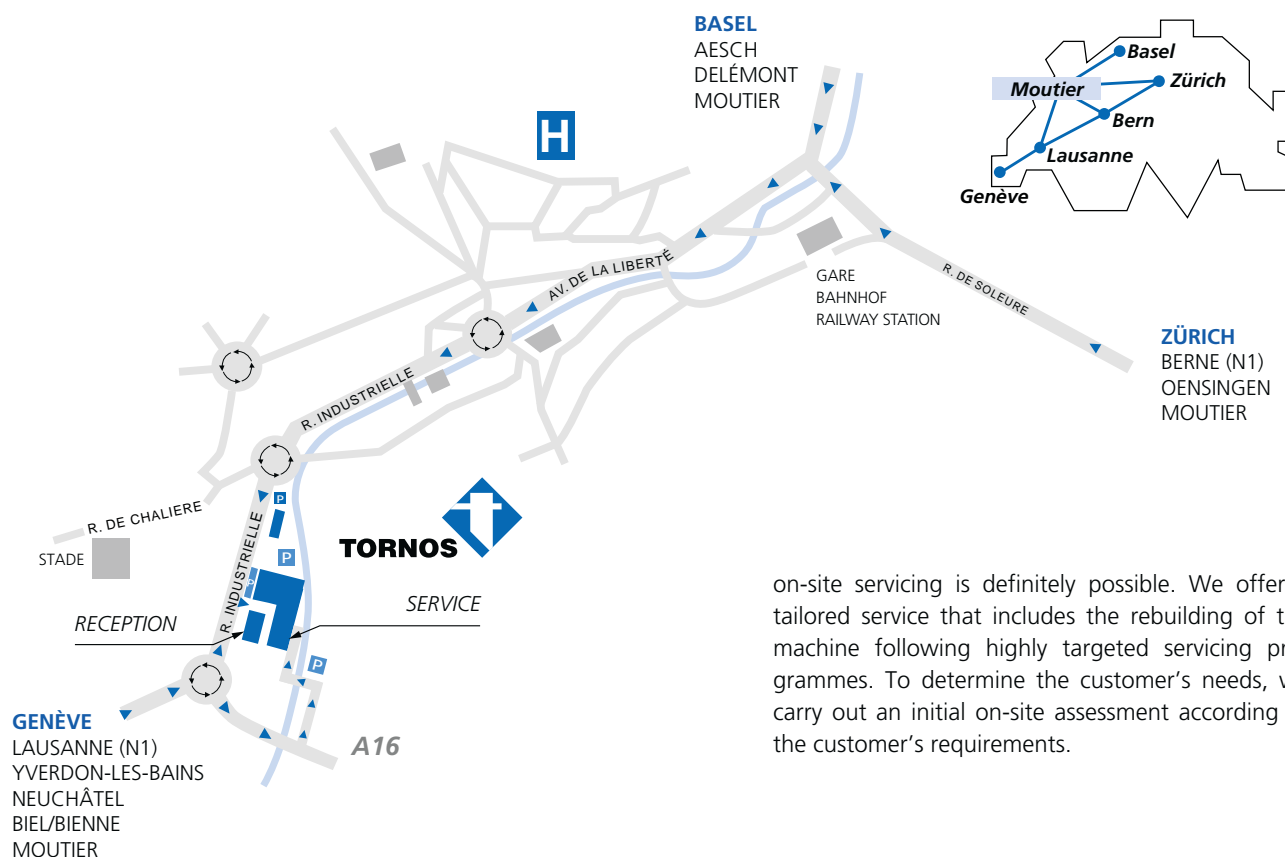 BASEL
AESCH
DELÉMONT
MOUTIER
Basel
Moutier
Zürich
Bern
Lausanne
Genève
H
AV. DE LA LIBERTÉ
GARE
BAHNHOF
RAILWAY STATION
R. DE SOLEURE
ZÜRICH
BERNE (N1)
OENSINGEN
MOUTIER
R. INDUSTRIELLE
P
R. DE CHALIERE
STADE
R. INDUSTRIELLE
TORNOS
t
P
P
RECEPTION
SERVICE
P
GENÈVE
LAUSANNE (N1)
YVERDON-LES-BAINS
NEUCHÂTEL
BIEL/BIENNE
MOUTIER
A16
on-site servicing is definitely possible. We offer
tailored service that includes the rebuilding of t
machine following highly targeted servicing pr
grammes. To determine the customer's needs, w
carry out an initial on-site assessment according
the customer's requirements.